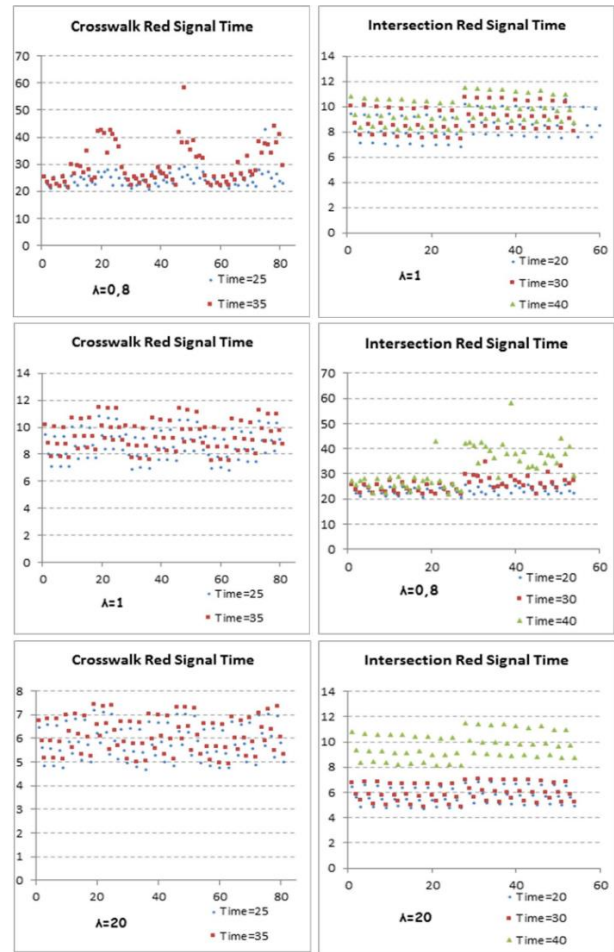 Crosswalk Red Signal Time
70
60
50
40
30
20
10
0
0 20 40 60 80
λ=0,8
Time=25
Time=35
Intersection Red Signal Time
14
12
10
8
6
4
2
0
0 20 40 60
λ=1
Time=20
Time=30
Time=40
Crosswalk Red Signal Time
14
12
10
8
6
4
2
0
0 20 40 60 80
λ=1
Time=25
Time=35
Intersection Red Signal Time
70
60
50
40
30
20
10
0
0 20 40 60
λ=0,8
Time=20
Time=30
Time=40
Crosswalk Red Signal Time
8
7
6
5
4
3
2
1
0
0 20 40 60 80
λ=20
Time=25
Time=35
Intersection Red Signal Time
14
12
10
8
6
4
2
0
0 20 40 60
λ=20
Time=20
Time=30
Time=40